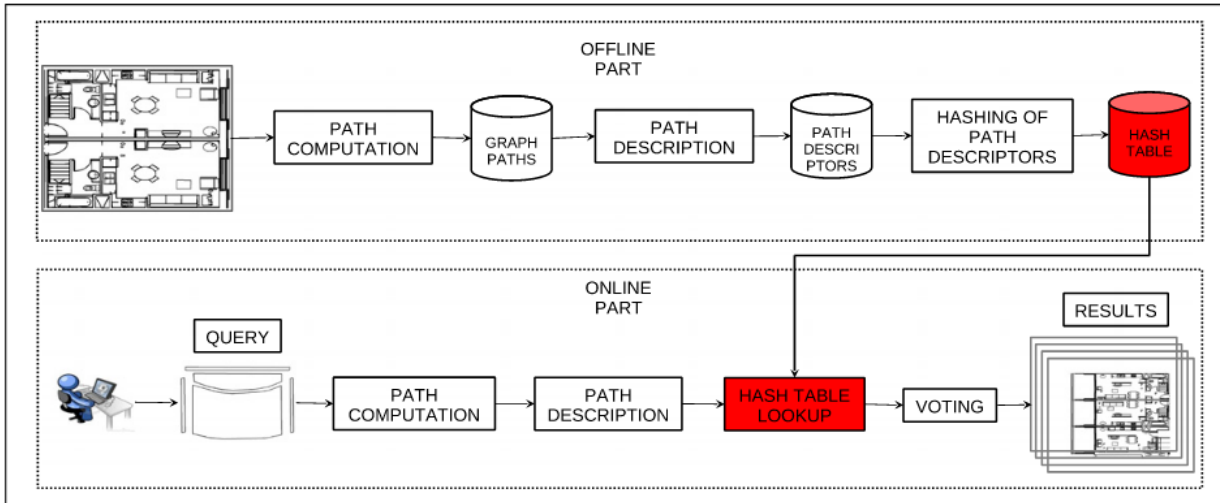 OFFLINE
PART
PATH
COMPUTATION
GRAPH
PATHS
PATH
DESCRIPTION
PATH
DESCRI
PTORS
HASHING OF
PATH
DESCRIPTORS
HASH
TABLE
ONLINE
PART
QUERY
RESULTS
PATH
COMPUTATION
PATH
DESCRIPTION
HASH TABLE
LOOKUP
VOTING